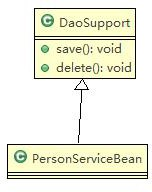 DaoSupport
save(): void
delete(): void
PersonServiceBean